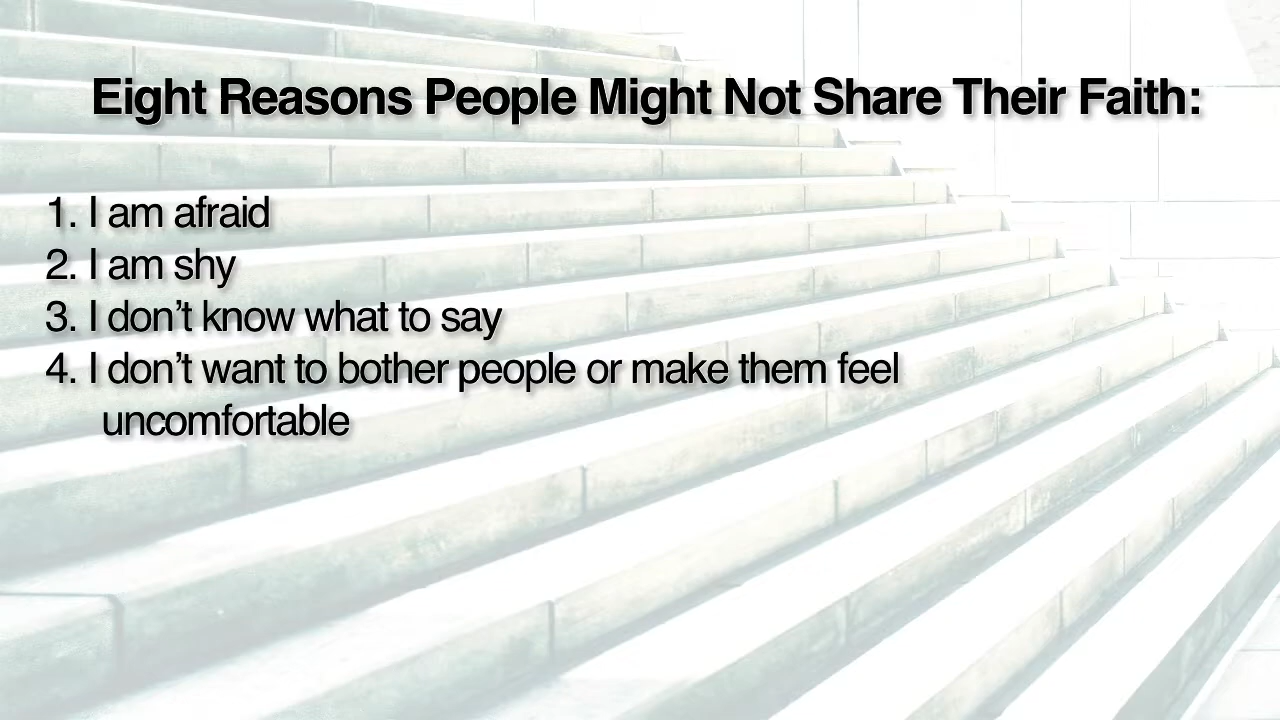 Eight Reasons People Might Not Share Their Faith:
1. I am afraid
2. I am shy
3. I don’t know what to say
4. I don’t want to bother people or make them feel
uncomfortable